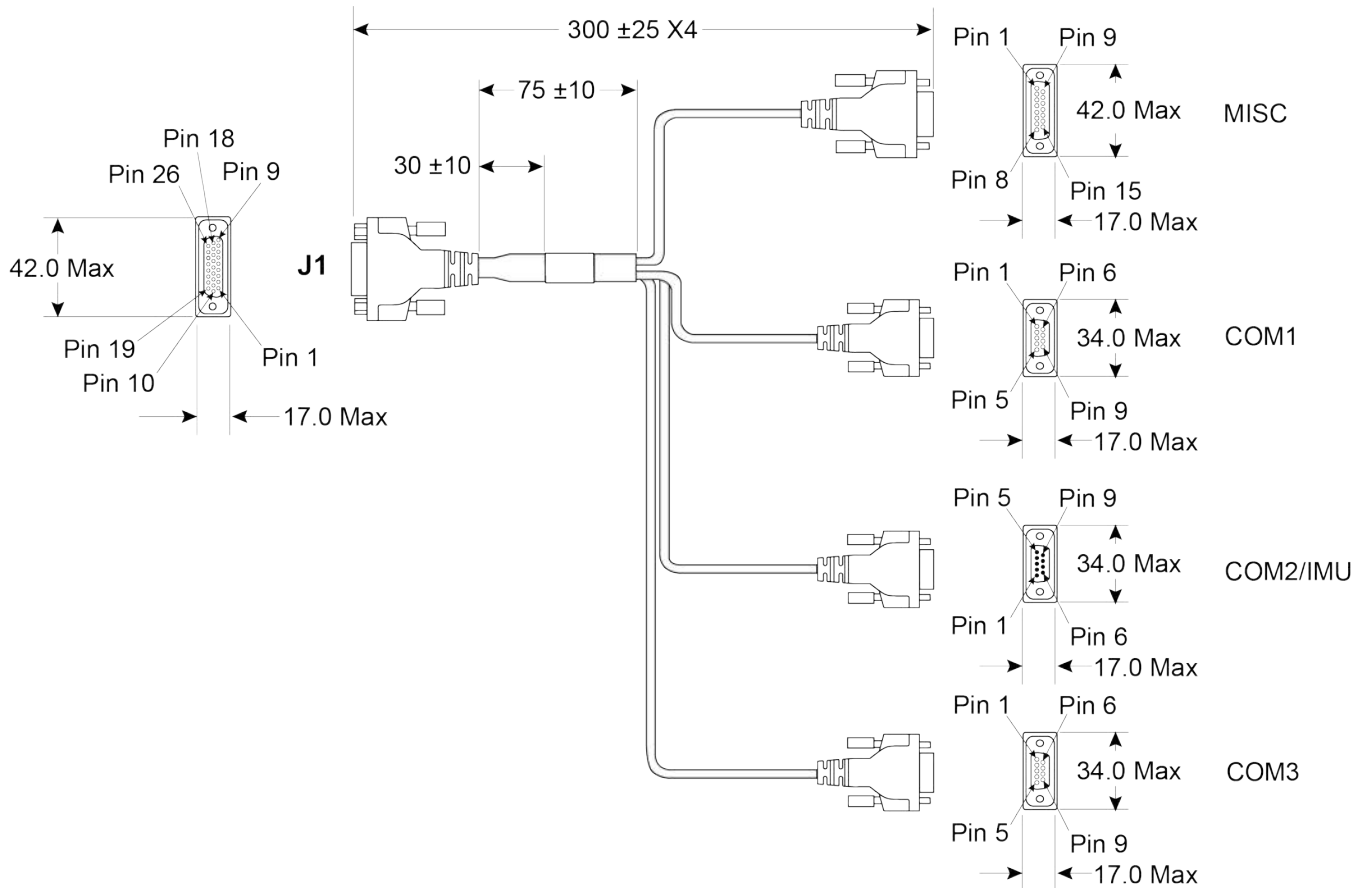 300 ±25 X4
75 ±10
30 ±10
Pin 18
Pin 26
Pin 9
42.0 Max
J1
Pin 19
Pin 1
Pin 10
17.0 Max
Pin 1
Pin 9
42.0 Max
MISC
Pin 8
Pin 15
17.0 Max
Pin 1
Pin 6
34.0 Max
COM1
Pin 5
Pin 9
17.0 Max
Pin 5
Pin 9
34.0 Max
COM2/IMU
Pin 1
Pin 6
17.0 Max
Pin 1
Pin 6
34.0 Max
COM3
Pin 5
Pin 9
17.0 Max